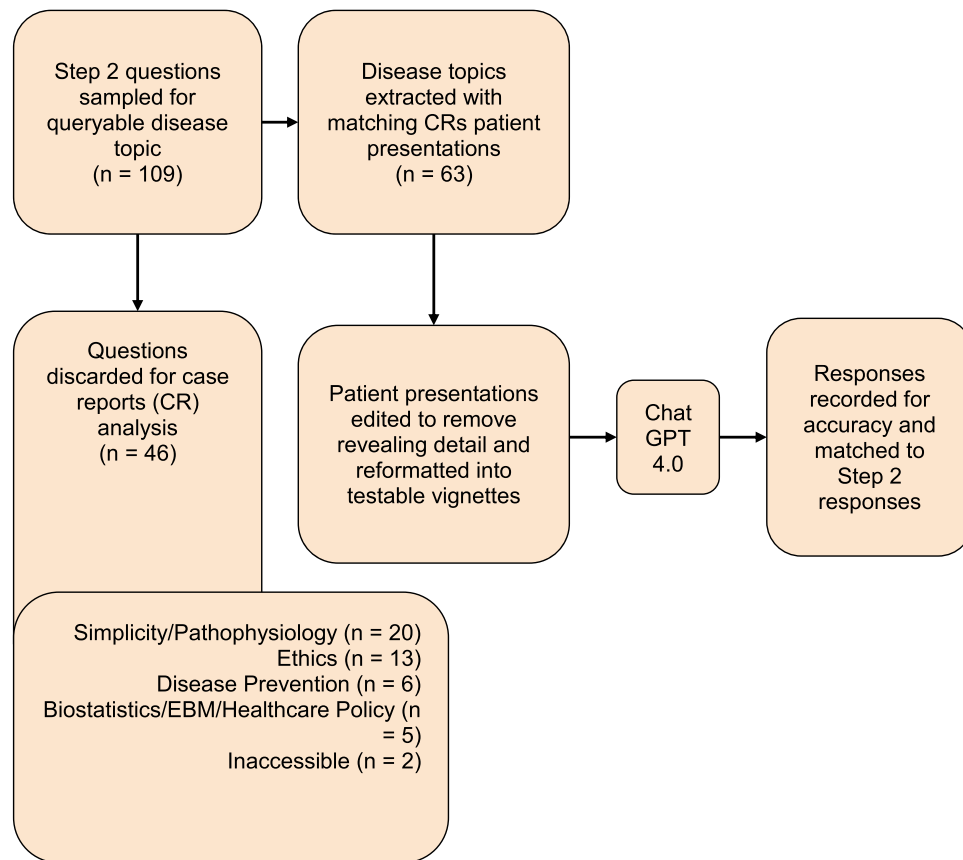 Step 2 questions
sampled for
queryable disease
topic
(n = 109)
Disease topics
extracted with
matching CRs patient
presentations
(n = 63)
Questions
discarded for case
reports (CR)
analysis
(n = 46)
Patient presentations
edited to remove
revealing detail and
reformatted into
testable vignettes
Chat
GPT
4.0
Responses
recorded for
accuracy and
matched to
Step 2
responses
Simplicity/Pathophysiology (n = 20)
Ethics (n = 13)
Disease Prevention (n = 6)
Biostatistics/EBM/Healthcare Policy (n
= 5)
Inaccessible (n = 2)